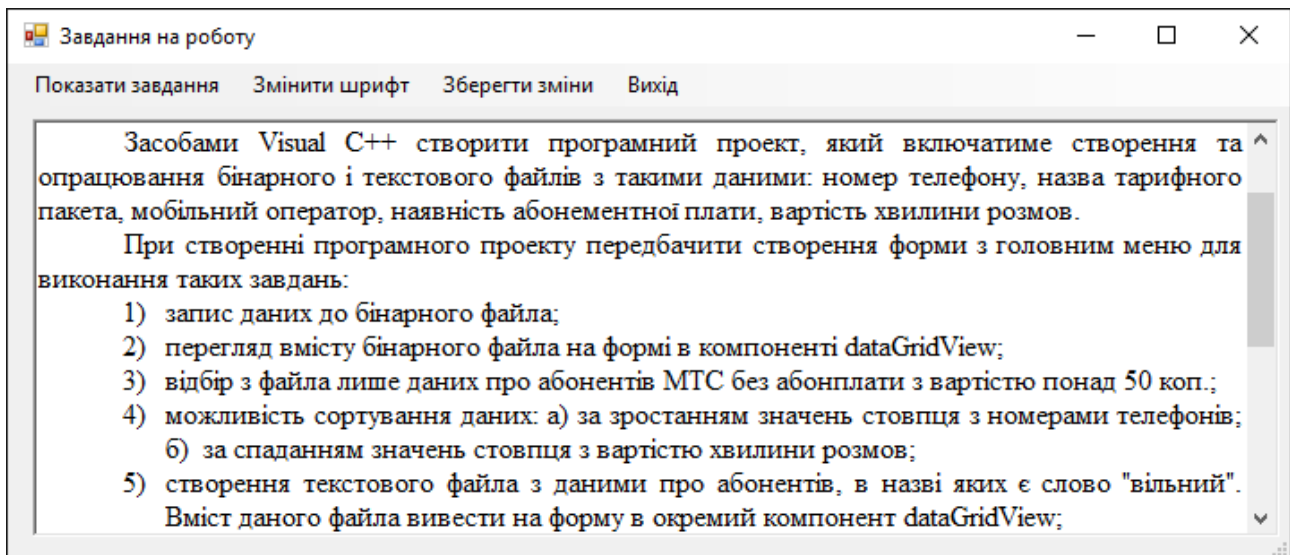 Завдання на роботу
Показати завдання Змінити шрифт Зберегти зміни Вихід
Засобами Visual C++ створити програмний проект, який включатиме створення та
опрацювання бінарного і текстового файлів з такими даними: номер телефону, назва тарифного
пакета, мобільний оператор, наявність абонементної плати, вартість хвилини розмов.
При створенні програмного проекту передбачити створення форми з головним меню для
виконання таких завдань:
1) запис даних до бінарного файла;
2) перегляд вмісту бінарного файла на формі в компоненті dataGridView;
3) відбір з файла лише даних про абонентів МТС без абонплати з вартістю понад 50 коп.;
4) можливість сортування даних: а) за зростанням значень стовпця з номерами телефонів;
б) за спаданням значень стовпця з вартістю хвилини розмов;
5) створення текстового файла з даними про абонентів, в назві яких є слово "вільний".
Вміст даного файла вивести на форму в окремий компонент dataGridView;